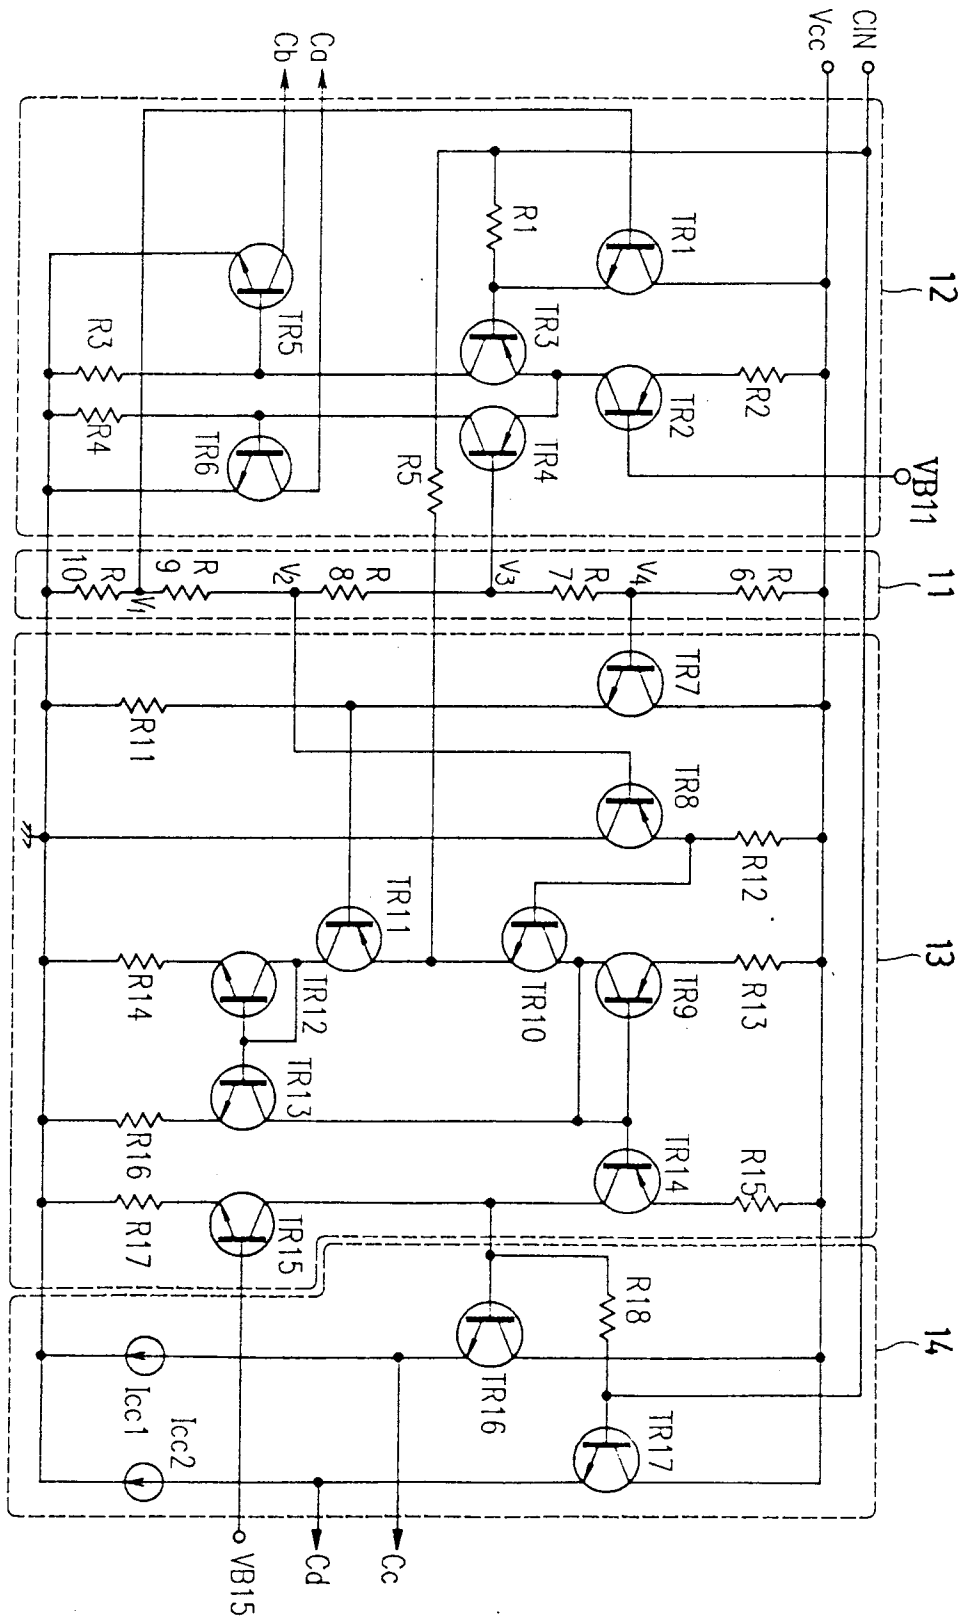 CIN
Vcc
Ca
Cb
12
11
13
14
VB11
TR1
R1
TR3
TR2
R2
TR4
TR5
R3
R4
TR6
R5
R
6
V4
R
7
V3
R
8
V2
R
9
V1
R
10
TR7
R11
TR8
R12
TR11
TR10
TR9
R13
TR12
R14
TR13
R16
TR14
R15
TR15
R17
R18
TR16
TR17
Icc1
Icc2
Cc
Cd
VB15